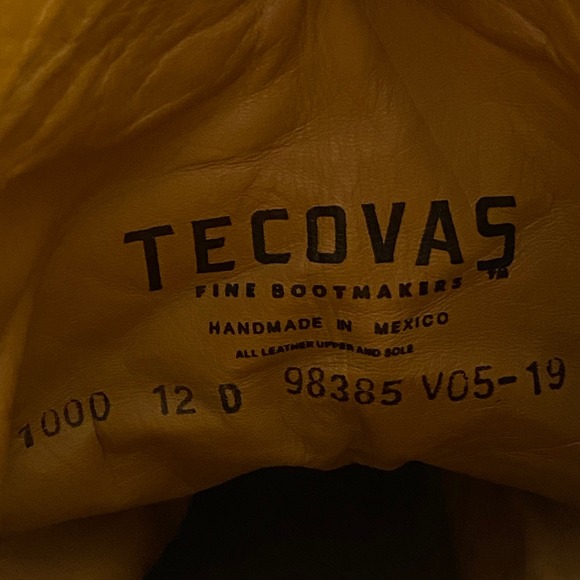 TECOVAS
TM
FINE BOOTMAKERS
HANDMADE IN MEXICO
ALL LEATHER UPPER AND SOLE
1000 12 D 98385 V05-19